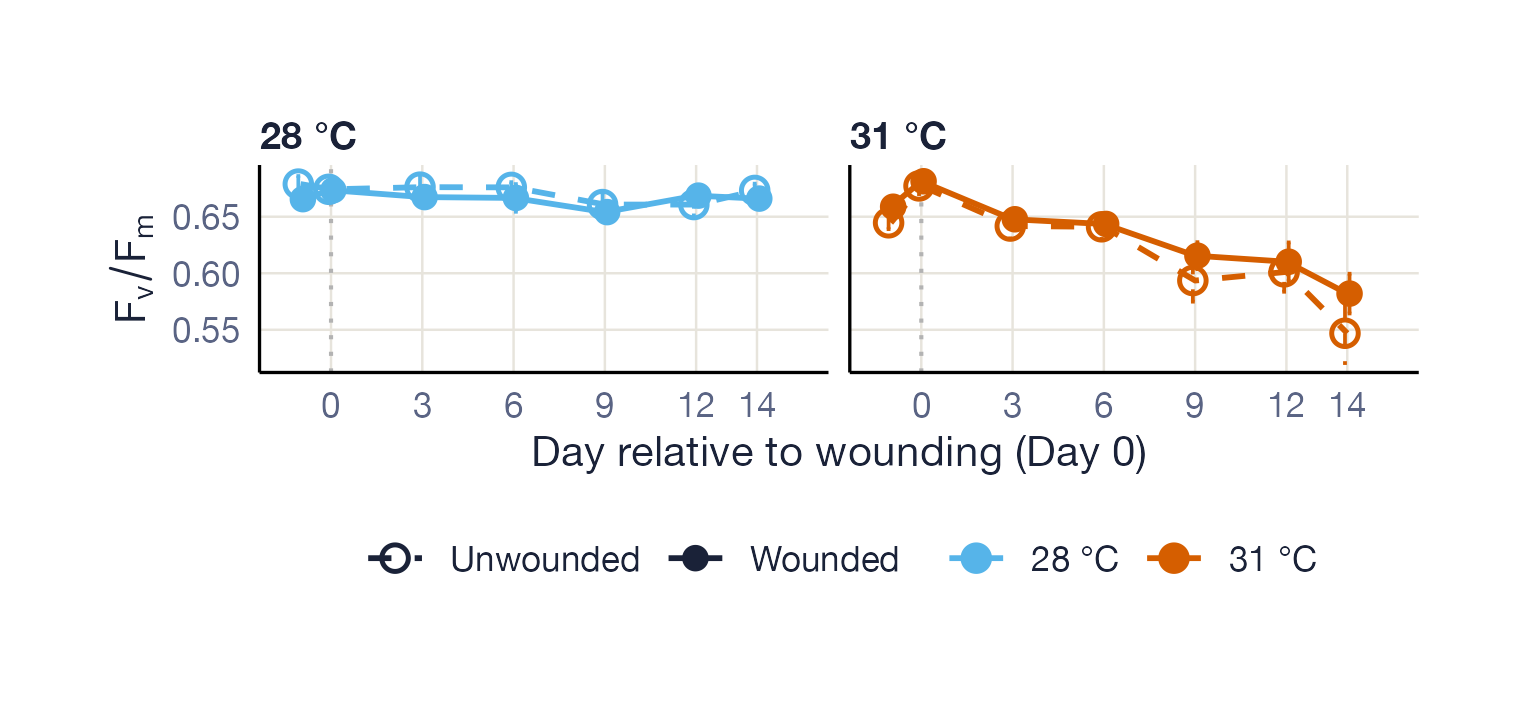 28 °C 31 °C
Fv/Fm
0.65
0.60
0.55
0 3 6 9 12 14 0 3 6 9 12 14
Day relative to wounding (Day 0)
Unwounded Wounded 28 °C 31 °C